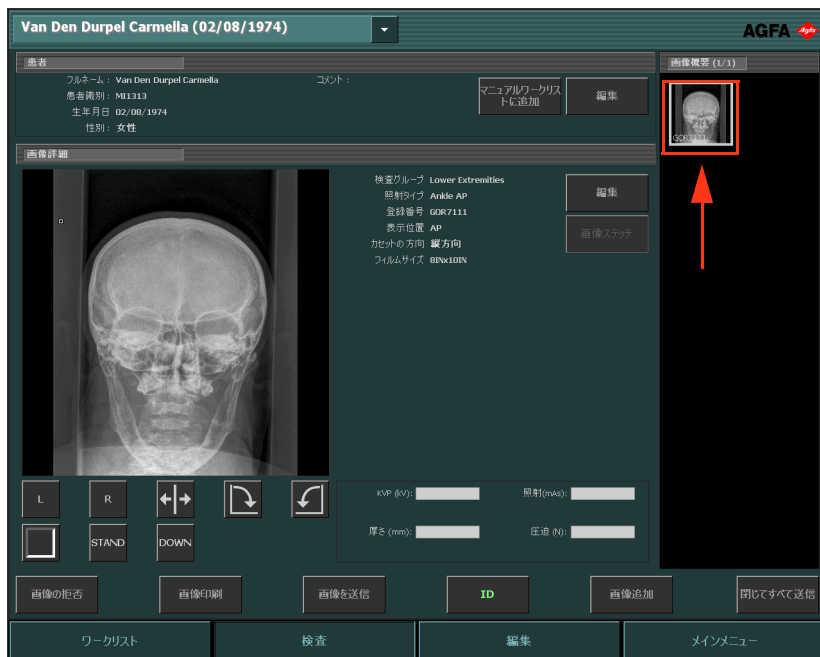 Van Den Durpel Carmella (02/08/1974)
AGFA
Agfa
患者
画像概要 (1/1)
フルネーム : Van Den Durpel Carmella
コメント :
患者識別 : MI1313
生年月日 02/08/1974
性別 : 女性
マニュアルワークリス
トに追加
編集
GOR7111
画像詳細
検査グループ Lower Extremities
照射タイプ Ankle AP
登録番号 GOR7111
表示位置 AP
カセットの方向 縦方向
フィルムサイズ 8INx10IN
編集
画像ステッチ
L
R
STAND
DOWN
KVP (kV):
照射(mAs):
厚さ (mm):
圧迫 (N):
画像の拒否
画像印刷
画像を送信
ID
画像追加
閉じてすべて送信
ワークリスト
検査
編集
メインメニュー